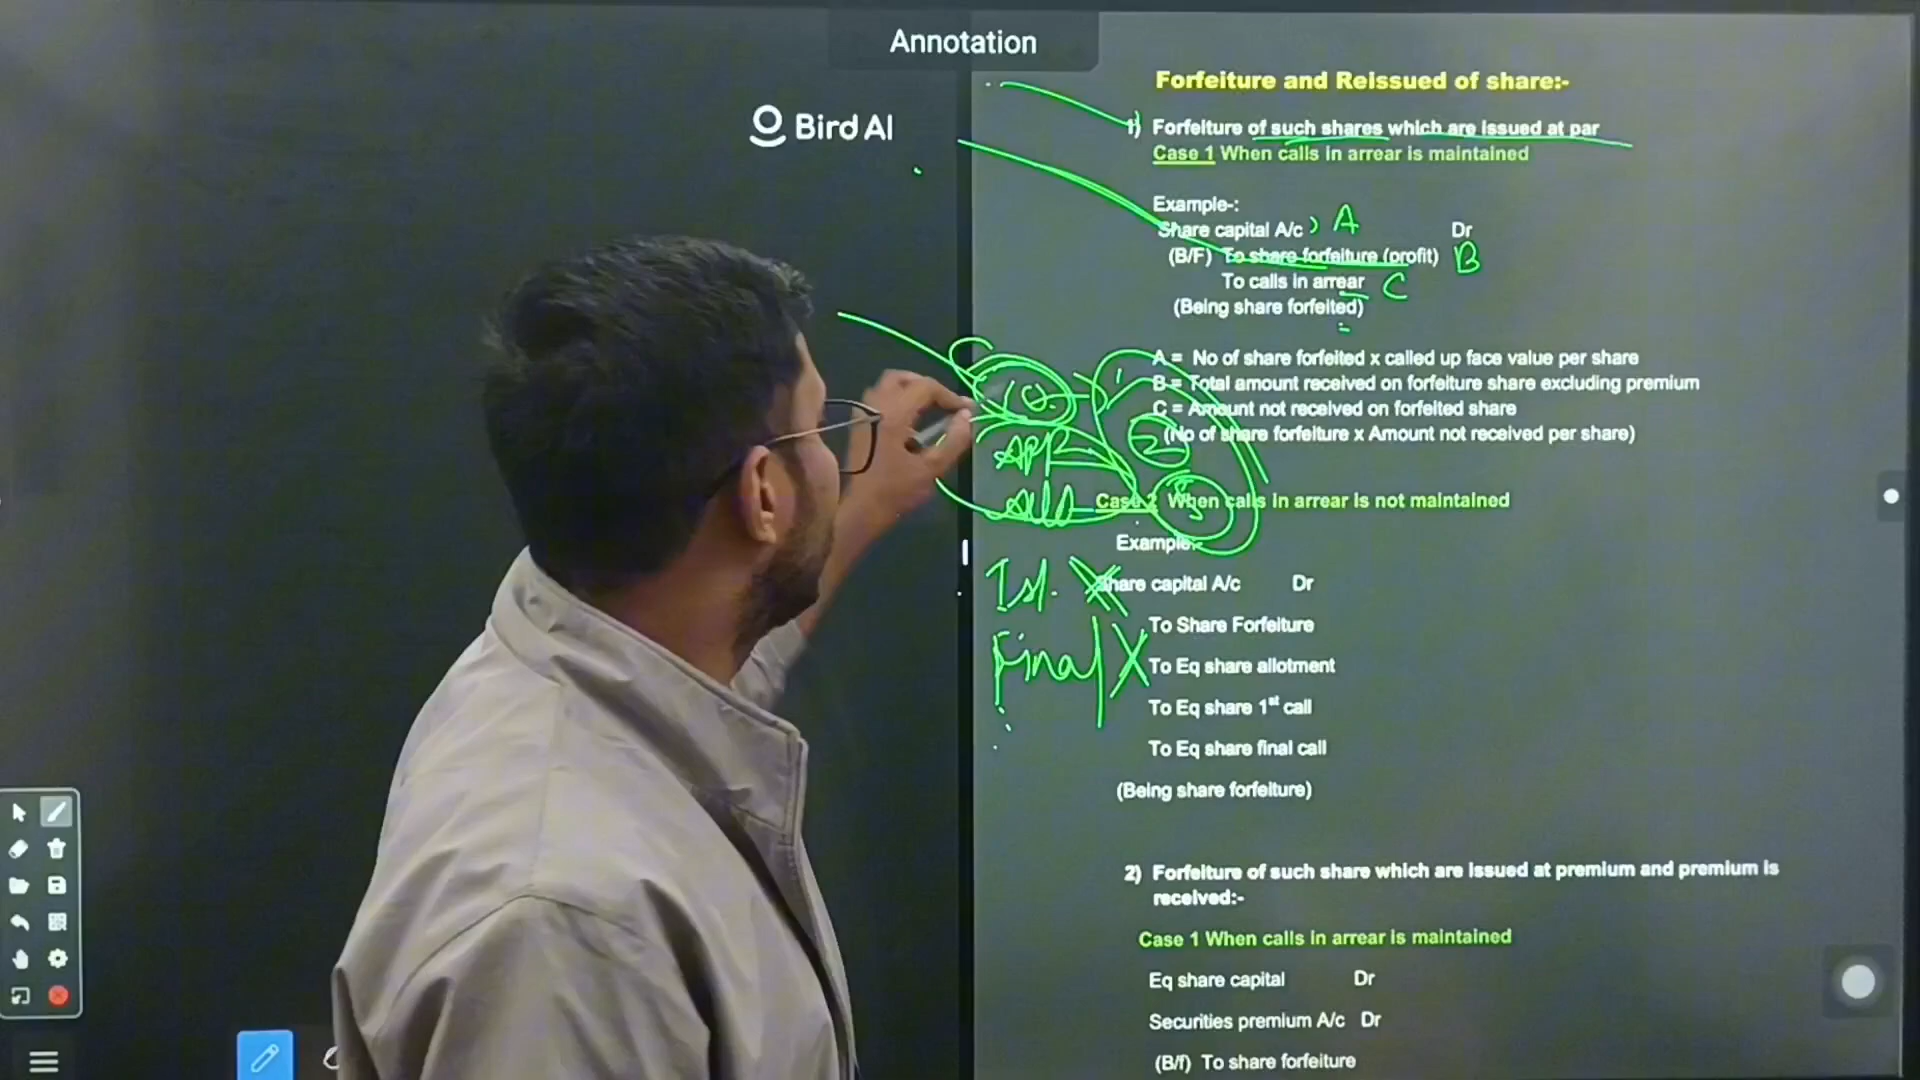 Annotation
Bird AI
Forfeiture and Reissued of share:-
1) Forfeiture of such shares which are issued at par
Case 1 When calls in arrear is maintained
Example-:
Share capital A/c A Dr
(B/F) To share forfeiture (profit) B
To calls in arrear C
(Being share forfeited)
A = No of share forfeited x called up face value per share
B = Total amount received on forfeiture share excluding premium
C = Amount not received on forfeited share
(No of share forfeiture x Amount not received per share)
10
2
APP
5
Case 2 When calls in arrear is not maintained
Example:-
Ist. X
Share capital A/c Dr
To Share Forfeiture
Final X
To Eq share allotment
To Eq share 1st call
To Eq share final call
(Being share forfeiture)
2) Forfeiture of such share which are issued at premium and premium is
received:-
Case 1 When calls in arrear is maintained
Eq share capital Dr
Securities premium A/c Dr
(B/f) To share forfeiture